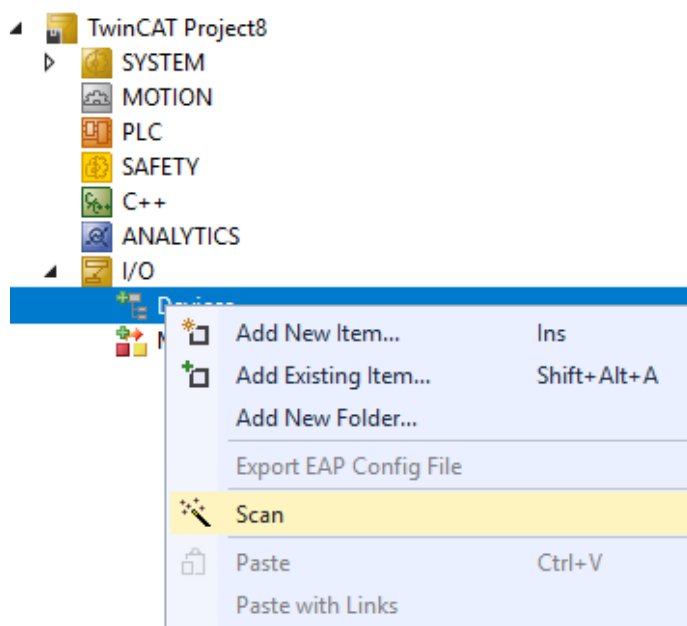 TwinCAT Project8
SYSTEM
MOTION
PLC
SAFETY
C++
ANALYTICS
I/O
Devices
Add New Item... Ins
Add Existing Item... Shift+Alt+A
Add New Folder...
Export EAP Config File
Scan
Paste Ctrl+V
Paste with Links